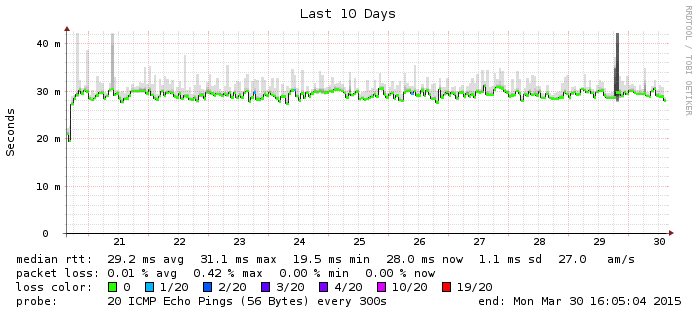 Last 10 Days
RRDTOOL / TOBI OETIKER
Seconds
40 m
30 m
20 m
10 m
0
21 22 23 24 25 26 27 28 29 30
median rtt: 29.2 ms avg 31.1 ms max 19.5 ms min 28.0 ms now 1.1 ms sd 27.0 am/s
packet loss: 0.01 % avg 0.42 % max 0.00 % min 0.00 % now
loss color: 0 1/20 2/20 3/20 4/20 10/20 19/20
probe: 20 ICMP Echo Pings (56 Bytes) every 300s end: Mon Mar 30 16:05:04 2015